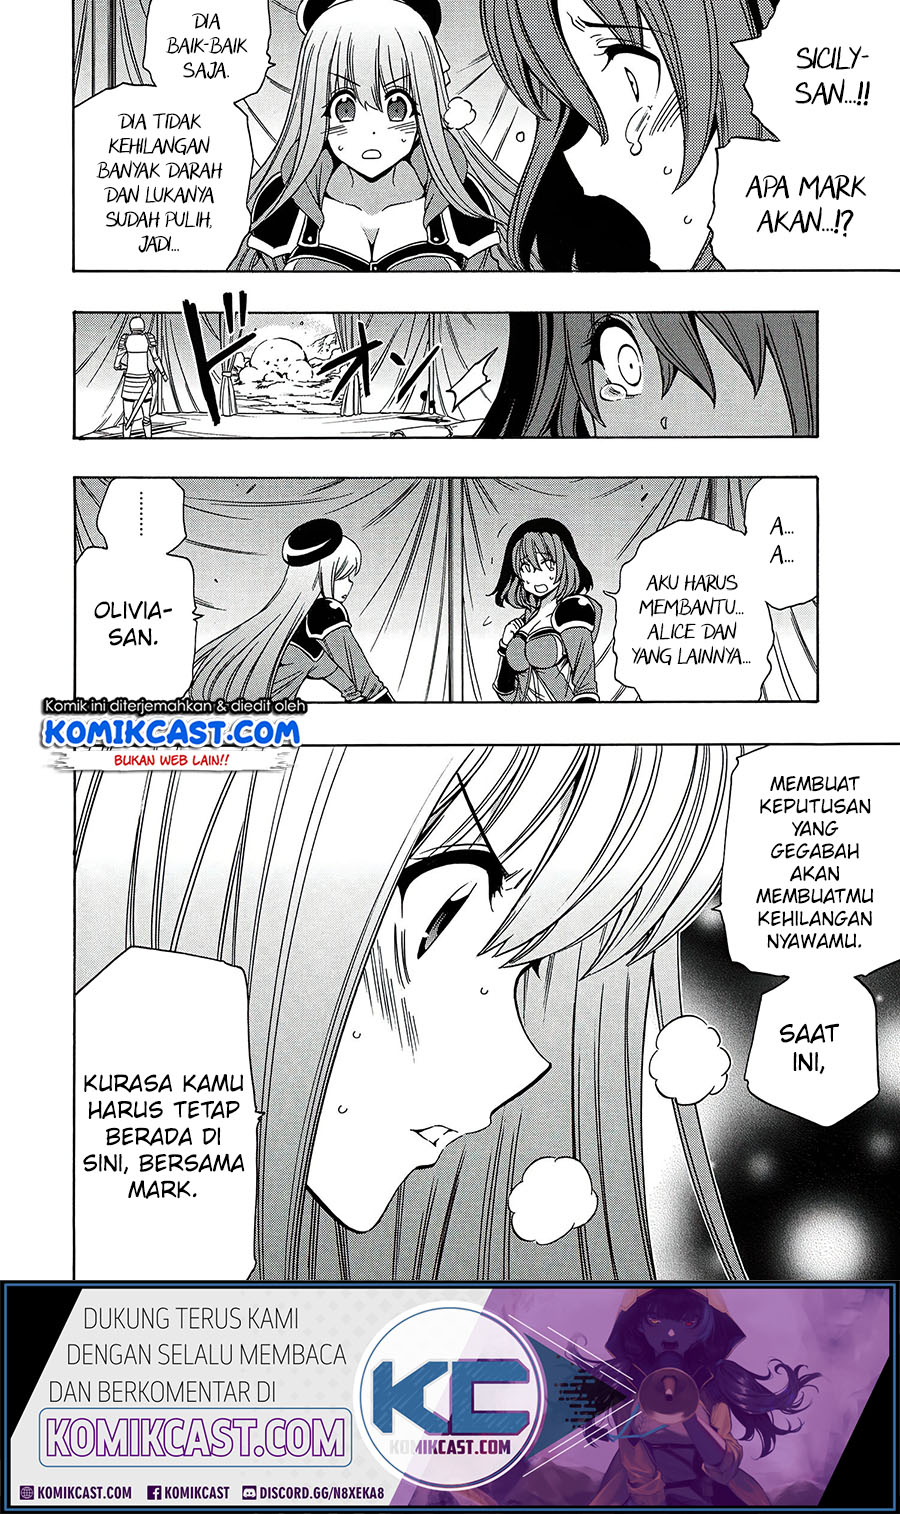 SICILY-
SAN...!!
APA MARK
AKAN...!?
DIA
BAIK-BAIK
SAJA.
DIA TIDAK
KEHILANGAN
BANYAK DARAH
DAN LUKANYA
SUDAH PULIH,
JADI...
ドオン
A...
A...
AKU HARUS
MEMBANTU...
ALICE DAN
YANG LAINNYA...
.........
OLIVIA-
SAN.
Komik ini diterjemahkan & diedit oleh
KOMIKCAST.COM
BUKAN WEB LAIN!!
MEMBUAT
KEPUTUSAN
YANG
GEGABAH
AKAN
MEMBUATMU
KEHILANGAN
NYAWAMU.
SAAT
INI,
KURASA KAMU
HARUS TETAP
BERADA DI
SINI, BERSAMA
MARK.
DUKUNG TERUS KAMI
DENGAN SELALU MEMBACA
DAN BERKOMENTAR DI
KOMIKCAST.COM
KC
KOMIKCAST.COM
KOMIKCAST.COM KOMIKCAST DISCORD.GG/N8XEKA8